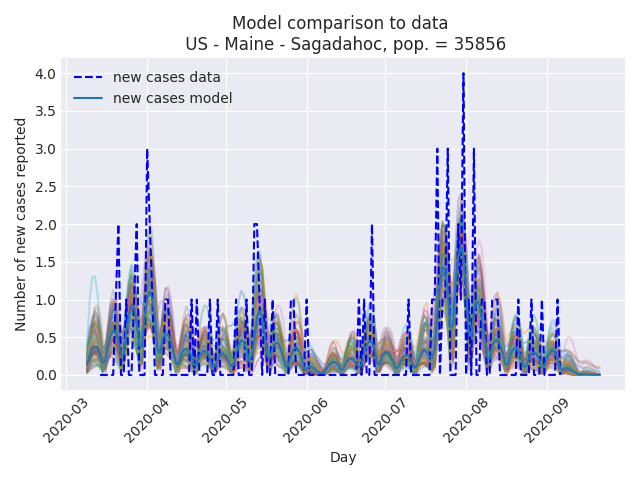 Model comparison to data
US - Maine - Sagadahoc, pop. = 35856
new cases data
new cases model
Number of new cases reported
4.0
3.5
3.0
2.5
2.0
1.5
1.0
0.5
0.0
2020-03
2020-04
2020-05
2020-06
2020-07
2020-08
2020-09
Day